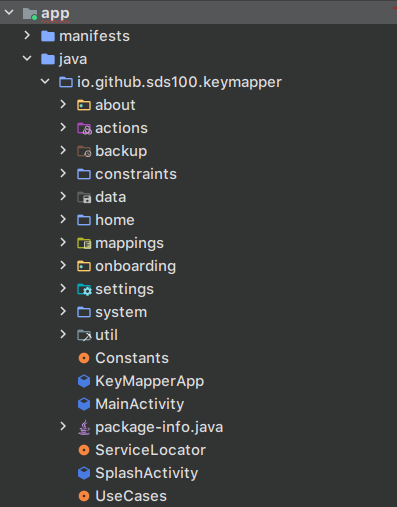 app
manifests
java
io.github.sds100.keymapper
about
actions
backup
constraints
data
home
mappings
onboarding
settings
system
util
Constants
KeyMapperApp
MainActivity
package-info.java
ServiceLocator
SplashActivity
UseCases